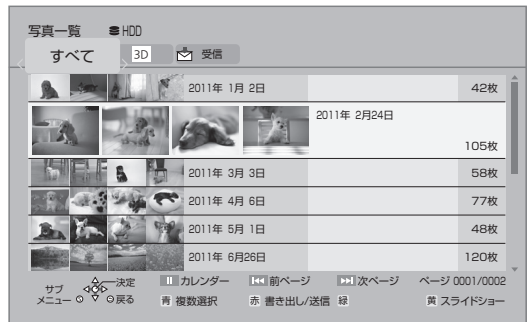 写真一覧 HDD
すべて 3D 受信
2011年 1月 2日 42枚
2011年 2月24日
105枚
2011年 3月 3日 58枚
2011年 4月 6日 77枚
2011年 5月 1日 48枚
2011年 6月26日 120枚
サブメニュー 決定 戻る カレンダー 前ページ 次ページ ページ 0001/0002
青 複数選択 赤 書き出し/送信 緑 黄 スライドショー